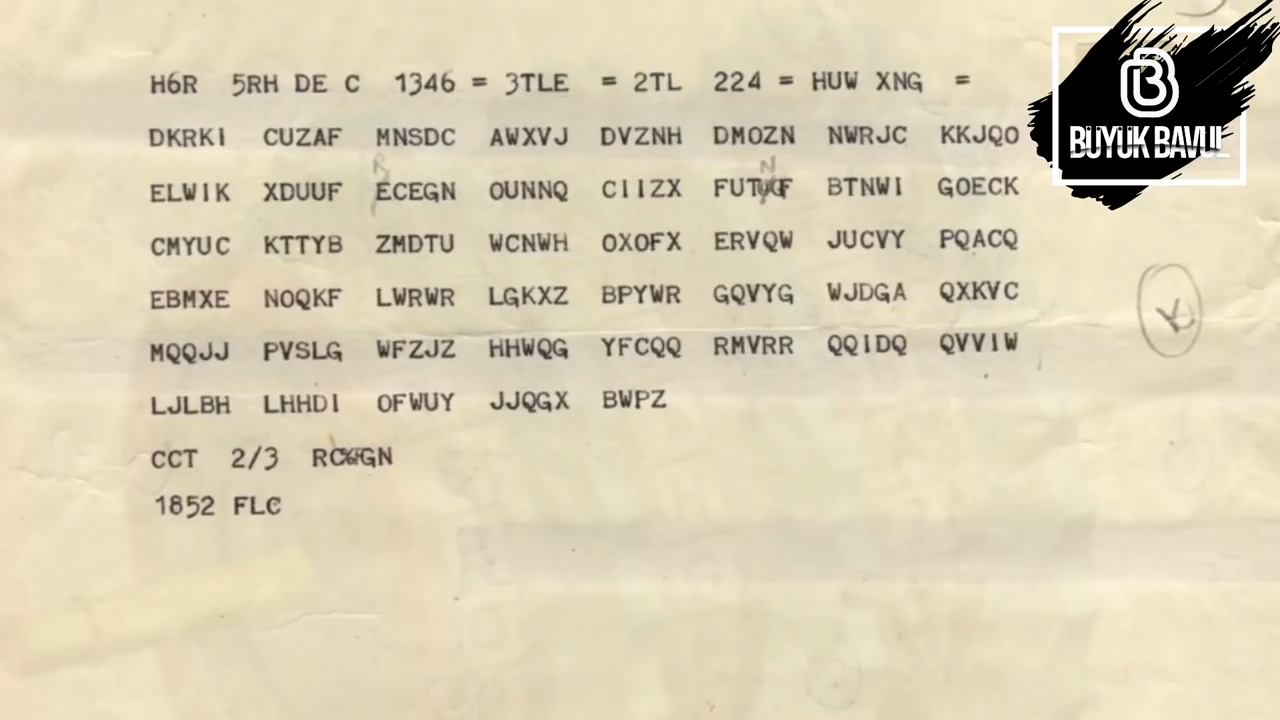 H6R 5RH DE C 1346 = 3TLE = 2TL 224 = HUW XNG =
DKRKI CUZAF MNSDC AWXVJ DVZNH DMOZN NWRJC KKJQO
R N
ELWIK XDUUF ECEGN OUNNQ CIIZX BTNWI GOECK
CMYUC KTTYB ZMDTU WCNWH OXOFX ERVQW JUCVY PQACQ
EBMXE NOQKF LWRWR LGKXZ BPYWR GQVYG WJDGA QXKVC
K
MQQJJ PVSLG WFZJZ HHWQG YFCQQ RMVRR QQIDQ QVVIW
LJLBH LHHDI OFWUY JJQGX BWPZ
CCT 2/3
1852 FLC
B
BÜYÜK BAVUL